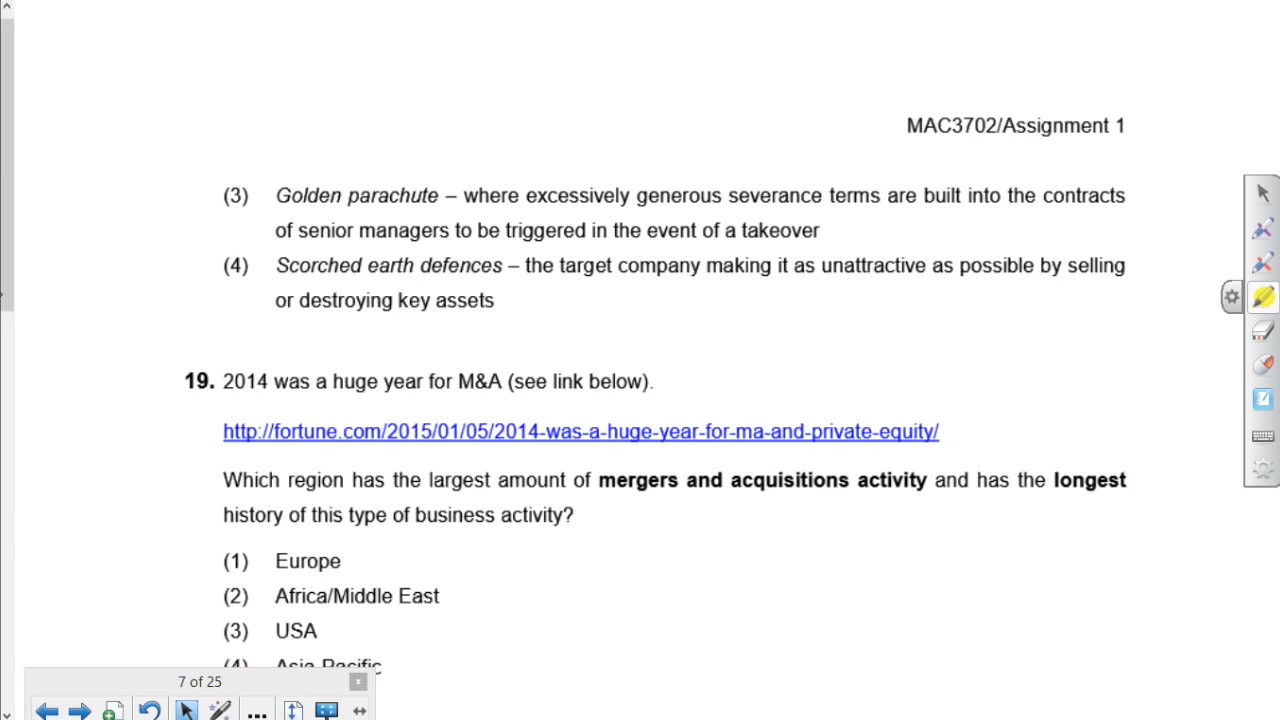 MAC3702/Assignment 1
(3) Golden parachute – where excessively generous severance terms are built into the contracts
of senior managers to be triggered in the event of a takeover
(4) Scorched earth defences – the target company making it as unattractive as possible by selling
or destroying key assets
19. 2014 was a huge year for M&A (see link below).
http://fortune.com/2015/01/05/2014-was-a-huge-year-for-ma-and-private-equity/
Which region has the largest amount of mergers and acquisitions activity and has the longest
history of this type of business activity?
(1) Europe
(2) Africa/Middle East
(3) USA
(4) Asia Pacific
7 of 25